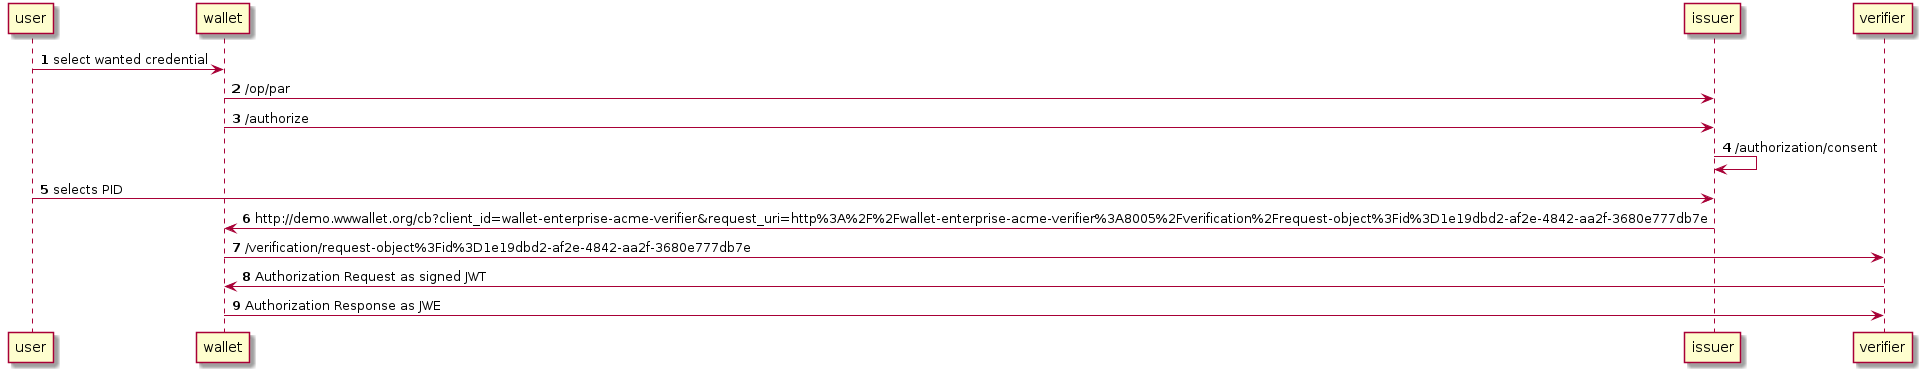 user wallet issuer verifier
1 select wanted credential
2 /op/par
3 /authorize
4 /authorization/consent
5 selects PID
6 http://demo.wwwallet.org/cb?client_id=wallet-enterprise-acme-verifier&request_uri=http%3A%2F%2Fwallet-enterprise-acme-verifier%3A8005%2Fverification%2Frequest-object%3Fid%3D1e19dbd2-af2e-4842-aa2f-3680e777db7e
7 /verification/request-object%3Fid%3D1e19dbd2-af2e-4842-aa2f-3680e777db7e
8 Authorization Request as signed JWT
9 Authorization Response as JWE
user wallet issuer verifier